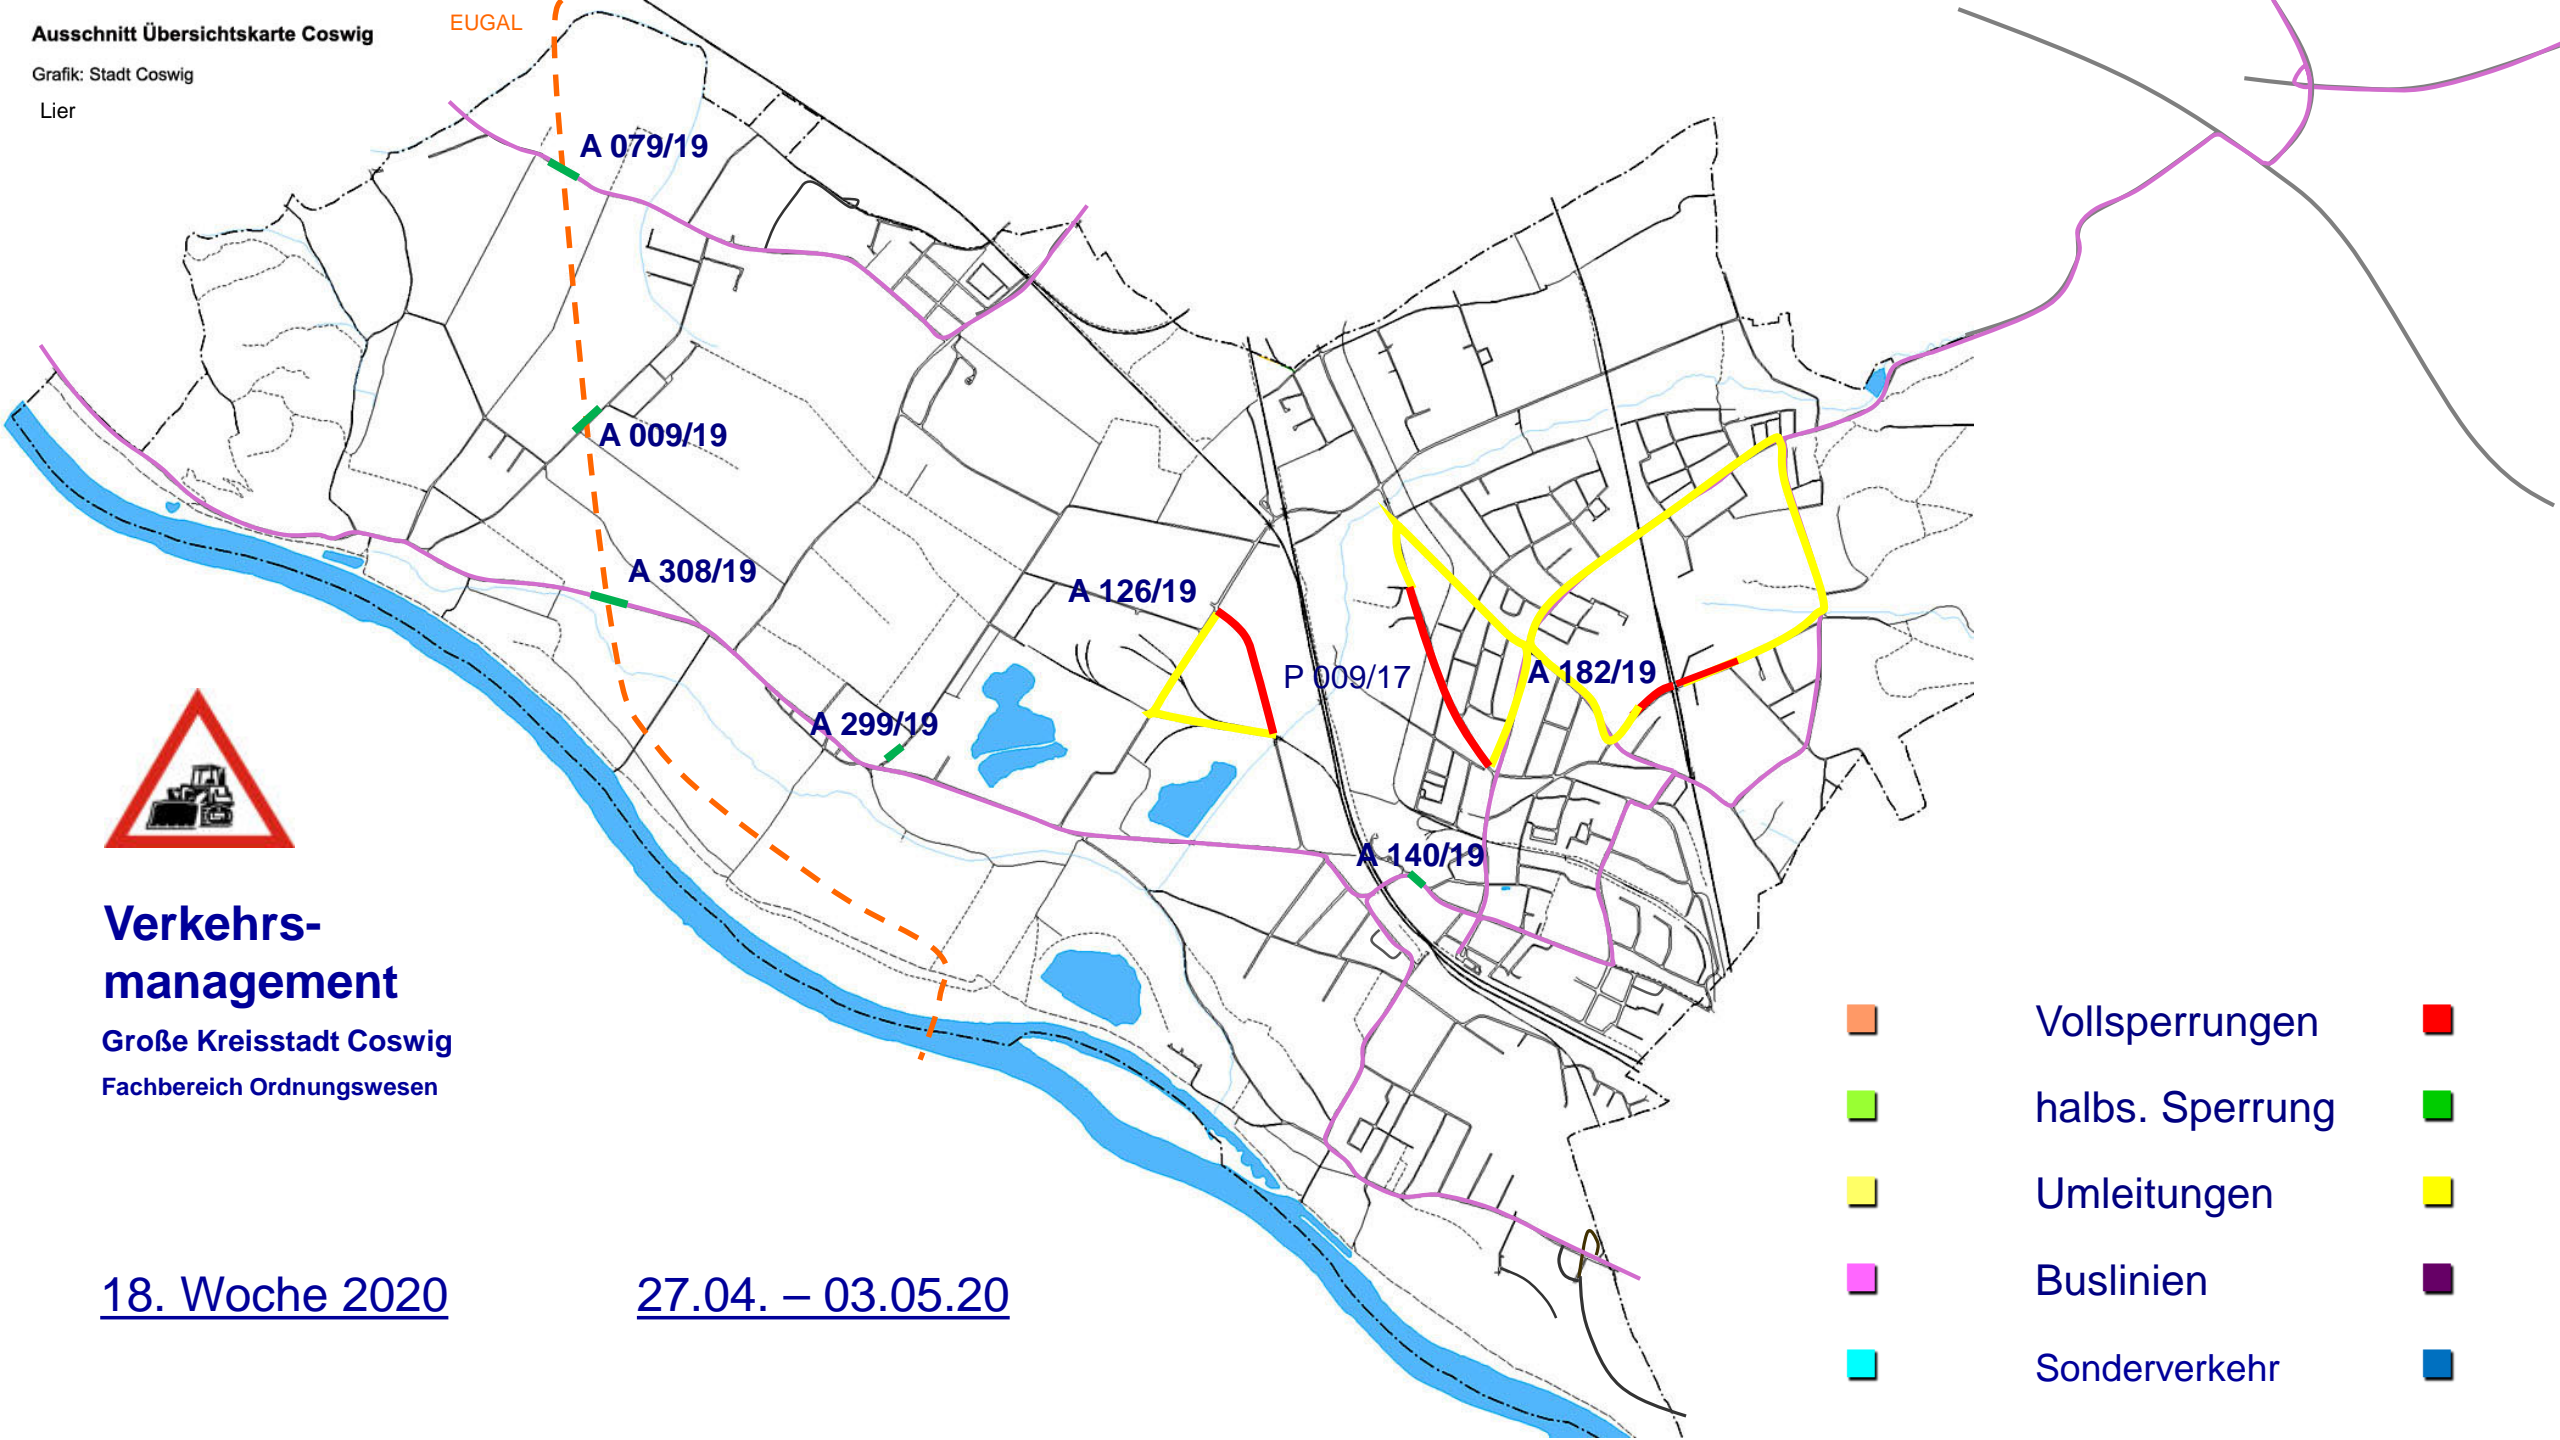 Ausschnitt Übersichtskarte Coswig
Grafik: Stadt Coswig
Lier
EUGAL
A 079/19
A 009/19
A 308/19
A 126/19
P 009/17
A 182/19
A 299/19
A 140/19
Verkehrs-
management
Große Kreisstadt Coswig
Fachbereich Ordnungswesen
18. Woche 2020
27.04. – 03.05.20
Vollsperrungen
halbs. Sperrung
Umleitungen
Buslinien
Sonderverkehr